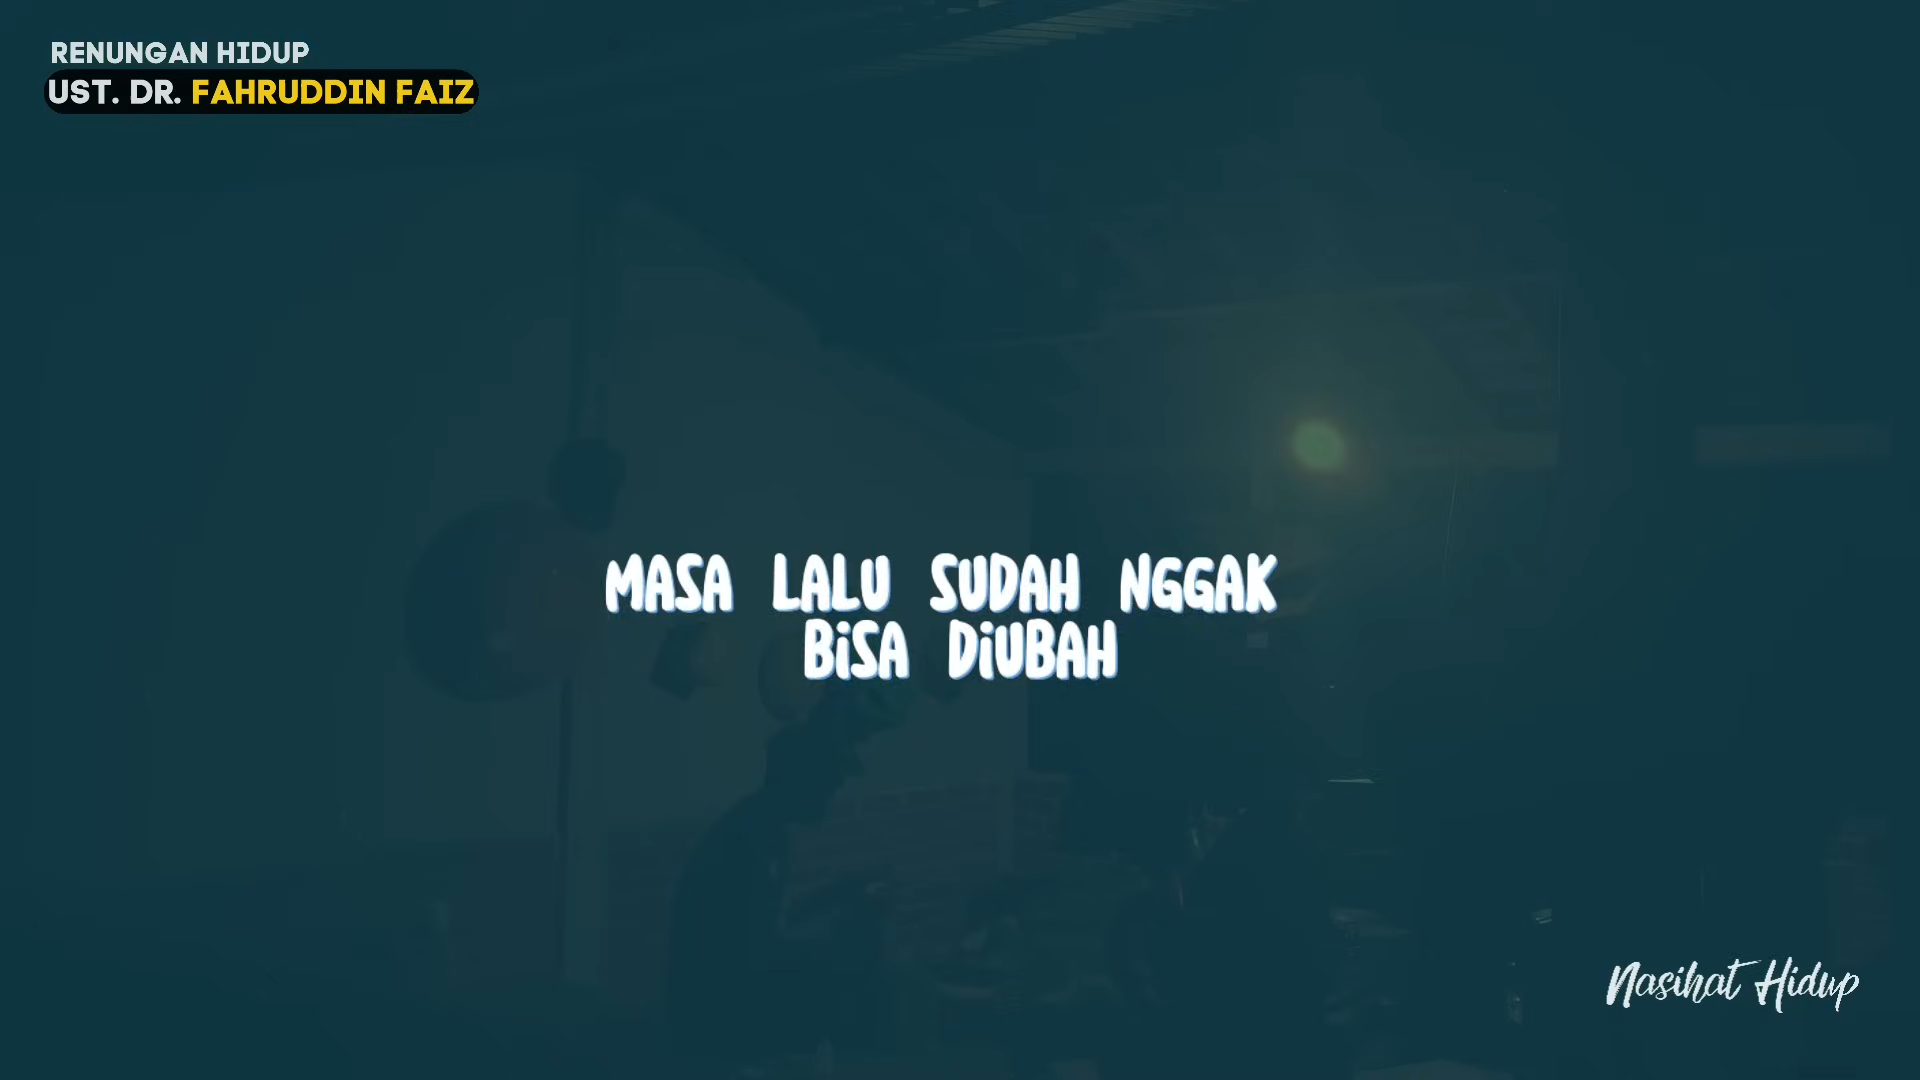 RENUNGAN HIDUP
UST. DR. FAHRUDDIN FAIZ
MASA LALU SUDAH NGGAK
BiSA DiUBAH
Nasihat Hidup